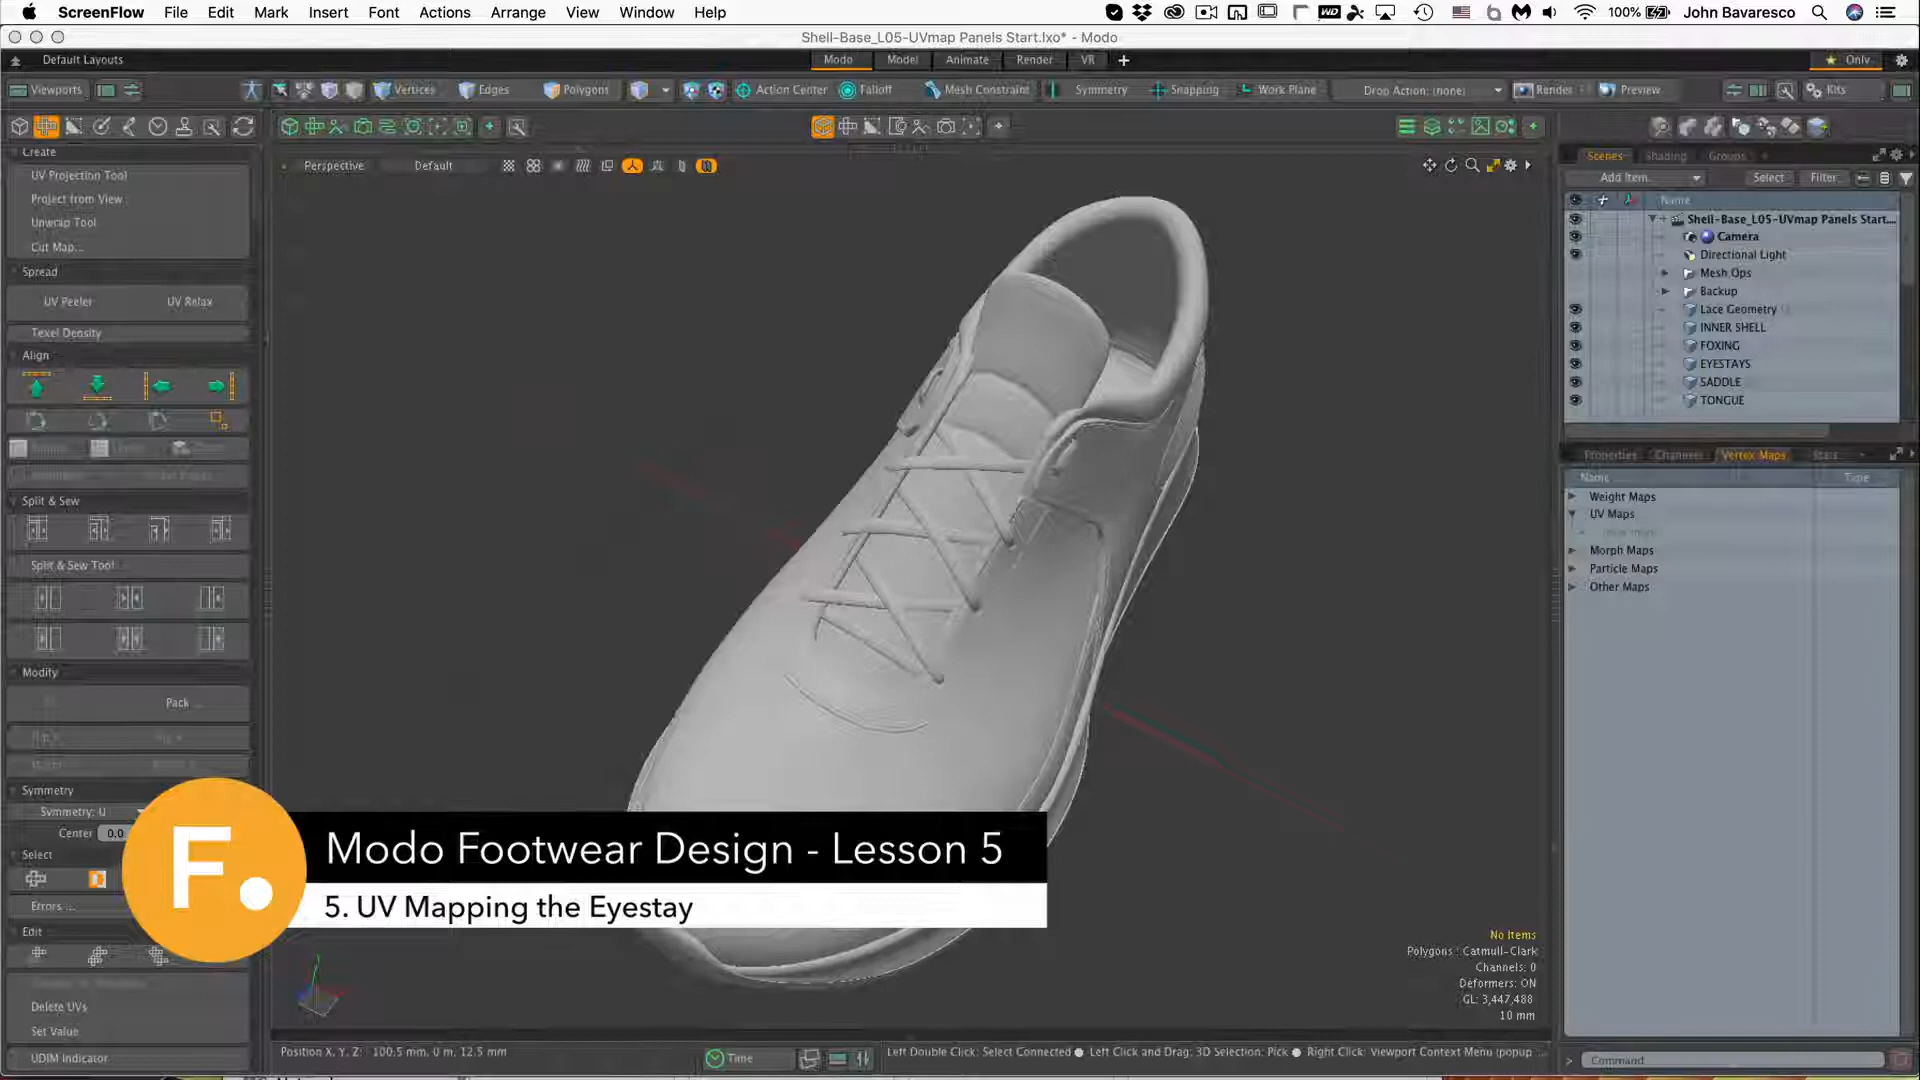 ScreenFlow File Edit Mark Insert Font Actions Arrange View Window Help
100% John Bavaresco
Shell-Base_L05-UVmap Panels Start.lxo* - Modo
Default Layouts
Modo Model Animate Render VR
Only
Viewports
Vertices Edges Polygons
Action Center Falloff Mesh Constraint Symmetry Snapping Work Plane
Drop Action: (none) Render Preview Kits
Create
UV Projection Tool
Project from View
Unwrap Tool
Cut Map...
Spread
UV Peeler UV Relax
Texel Density
Align
Split & Sew
Split & Sew Tool
Modify
Pack
Symmetry
Symmetry: U
Center 0.0
Select
Errors ...
Edit
Delete UVs
Set Value
UDIM Indicator
Perspective Default
Scenes Shading Groups
Add Item Select Filter
Name
Shell-Base_L05-UVmap Panels Start...
Camera
Directional Light
Mesh Ops
Backup
Lace Geometry
INNER SHELL
FOXING
EYESTAYS
SADDLE
TONGUE
Properties Channels Vertex Maps Stats
Name Type
Weight Maps
UV Maps
Morph Maps
Particle Maps
Other Maps
F.
Modo Footwear Design - Lesson 5
5. UV Mapping the Eyestay
No Items
Polygons : Catmull-Clark
Channels: 0
Deformers: ON
GL: 3,447,488
10 mm
Position X, Y, Z: 100.5 mm, 0 m, 12.5 mm
Time
Left Double Click: Select Connected ● Left Click and Drag: 3D Selection: Pick ● Right Click: Viewport Context Menu (popup ...
Command